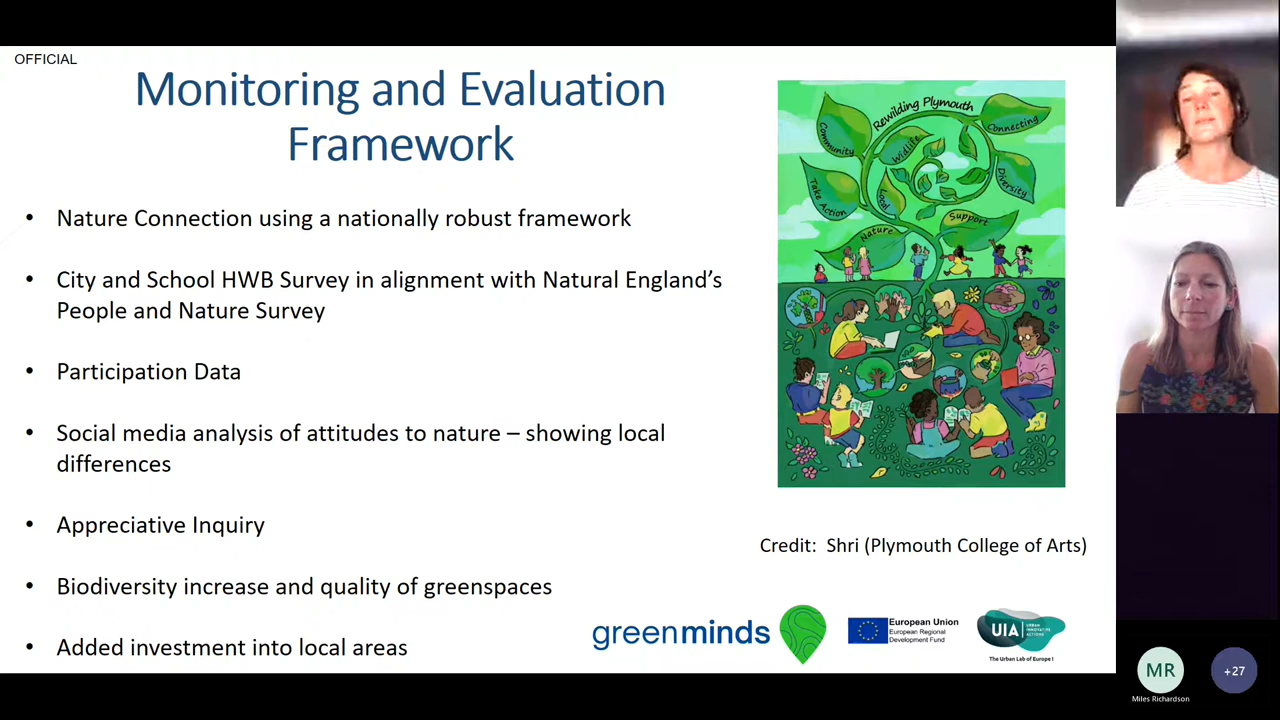 OFFICIAL
Monitoring and Evaluation
Framework
• Nature Connection using a nationally robust framework
• City and School HWB Survey in alignment with Natural England’s
People and Nature Survey
• Participation Data
• Social media analysis of attitudes to nature – showing local
differences
• Appreciative Inquiry
• Biodiversity increase and quality of greenspaces
• Added investment into local areas
Rewilding Plymouth
Community
Connecting
Wildlife
Diversity
Take Action
Social
Support
Nature
Credit: Shri (Plymouth College of Arts)
greenminds
European Union
European Regional
Development Fund
UIA
URBAN
INNOVATIVE
ACTIONS
The Urban Lab of Europe !
MR
+27
Miles Richardson